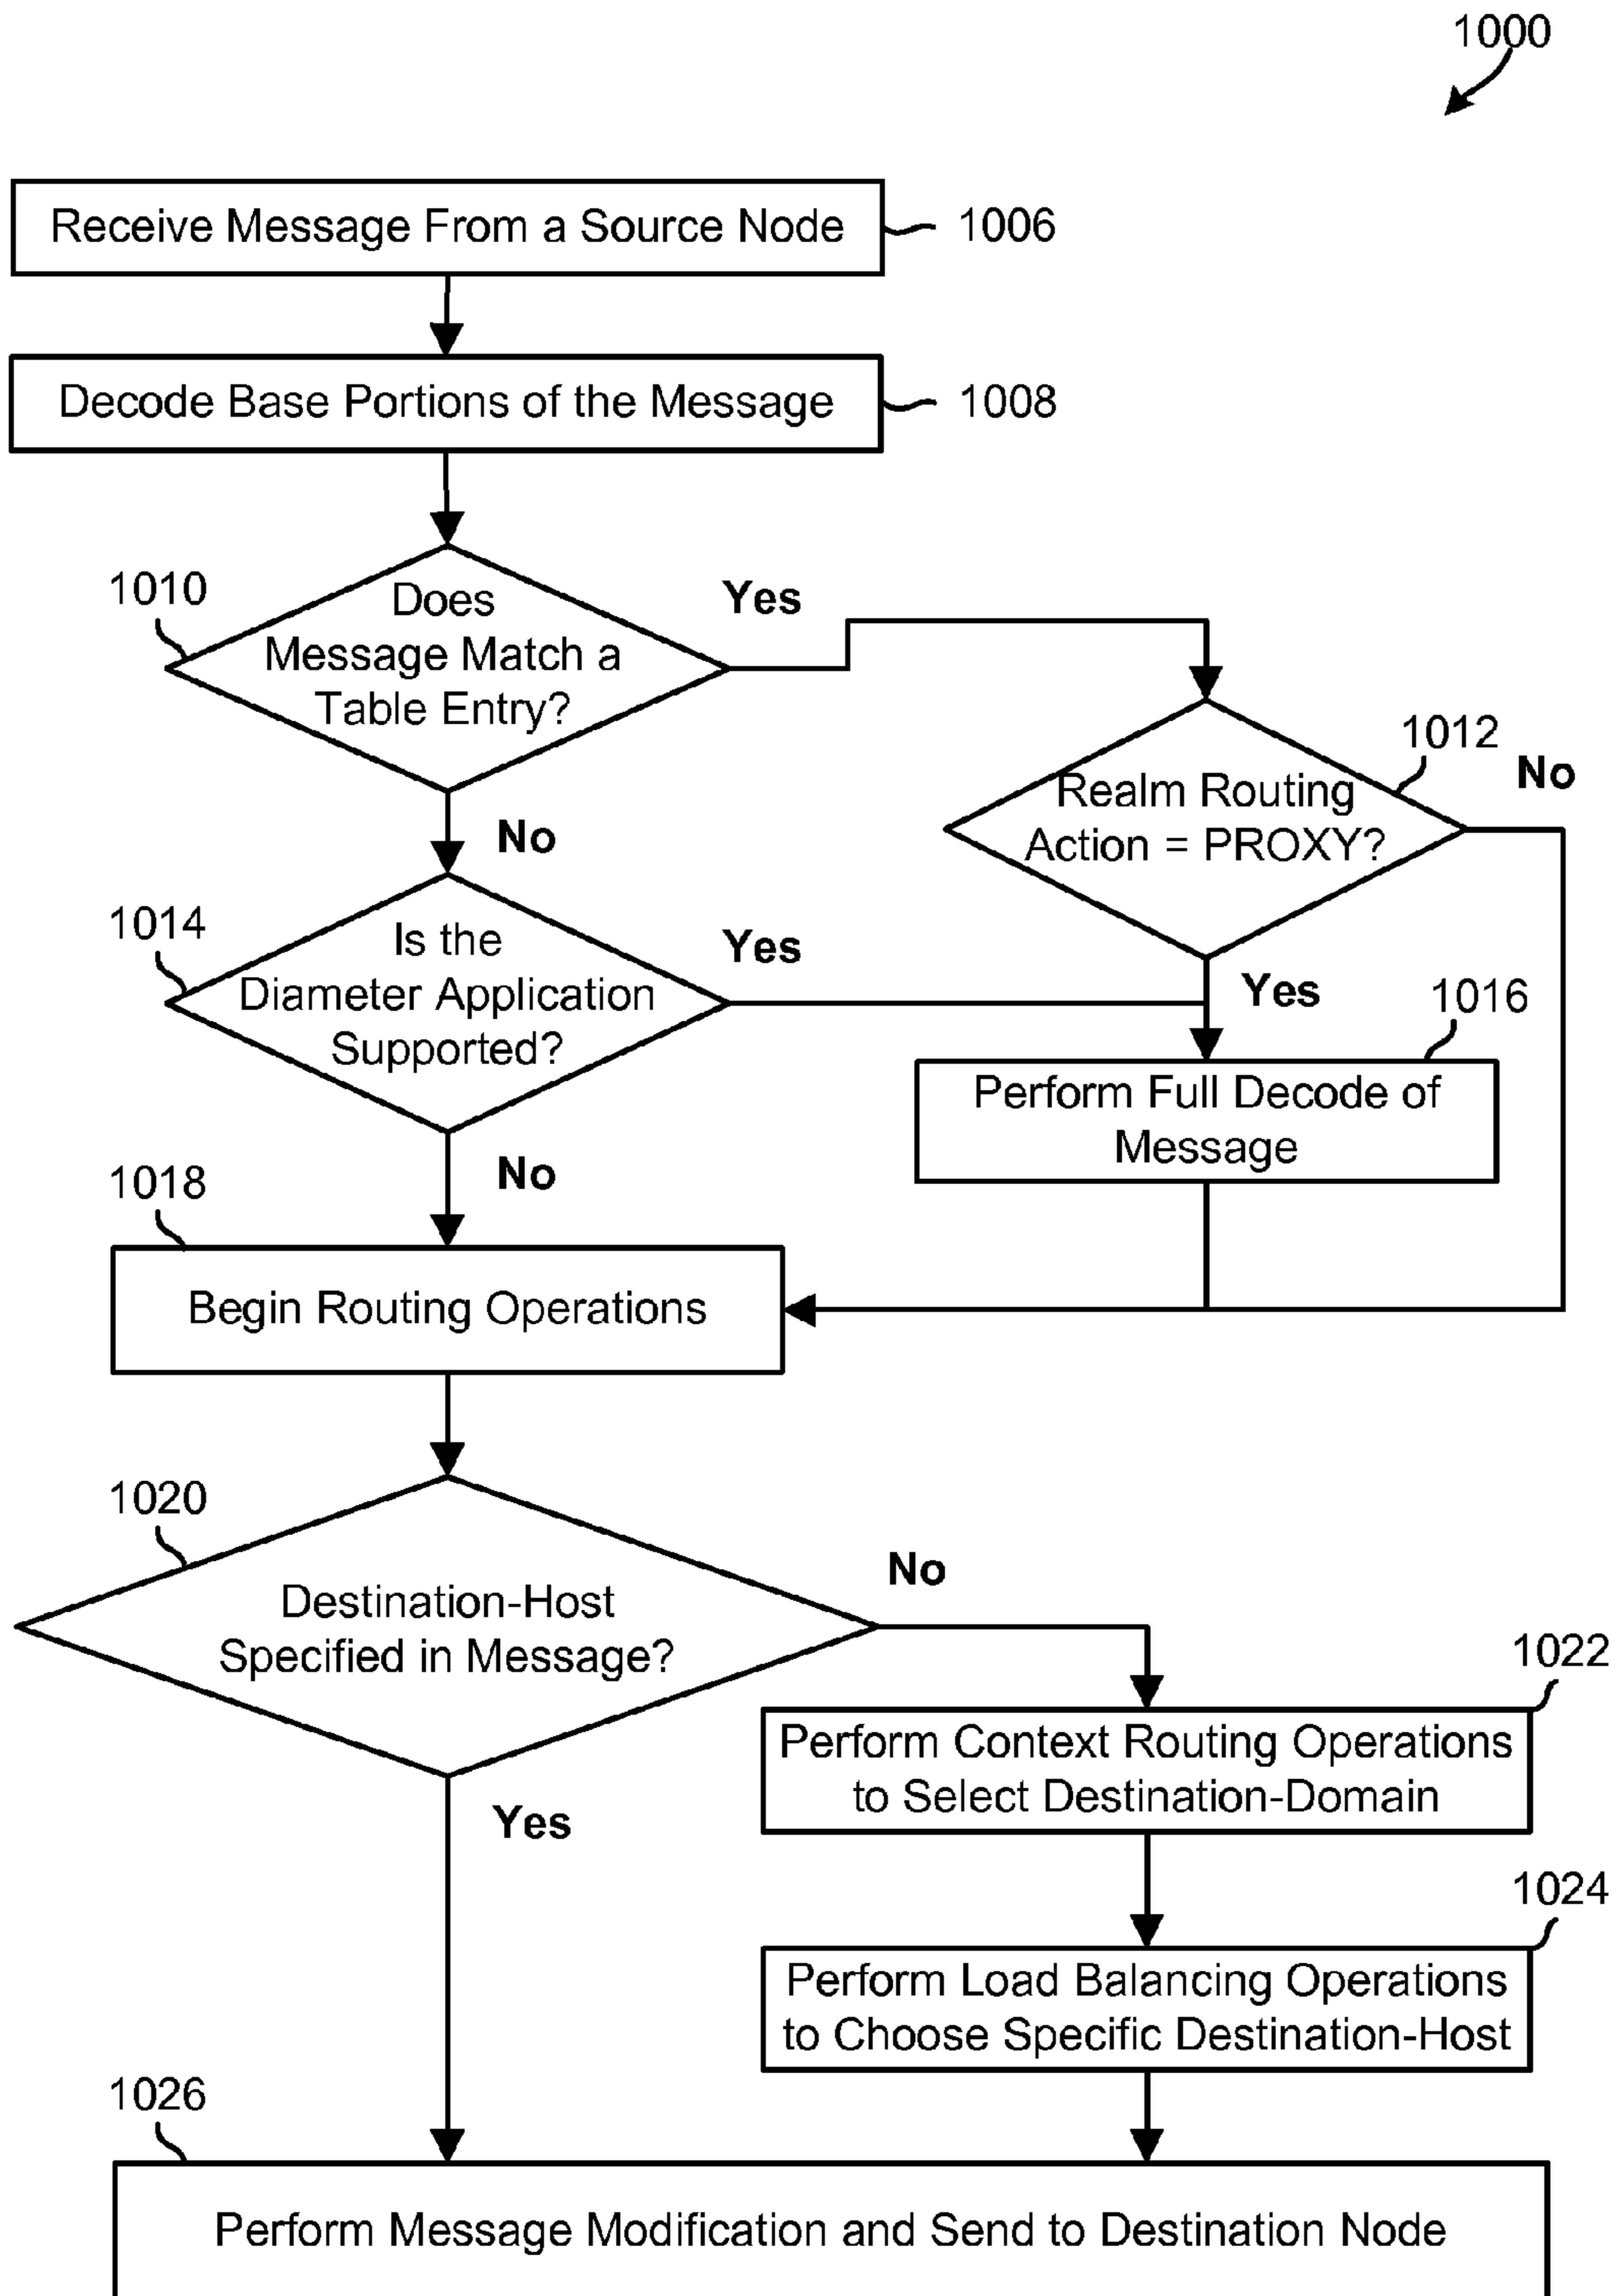 1000
Receive Message From a Source Node
1006
Decode Base Portions of the Message
1008
1010
Does
Message Match a
Table Entry?
Yes
No
1012
Realm Routing
Action = PROXY?
No
Yes
1014
Is the
Diameter Application
Supported?
Yes
No
1016
Perform Full Decode of
Message
1018
Begin Routing Operations
1020
Destination-Host
Specified in Message?
No
Yes
1022
Perform Context Routing Operations
to Select Destination-Domain
1024
Perform Load Balancing Operations
to Choose Specific Destination-Host
1026
Perform Message Modification and Send to Destination Node